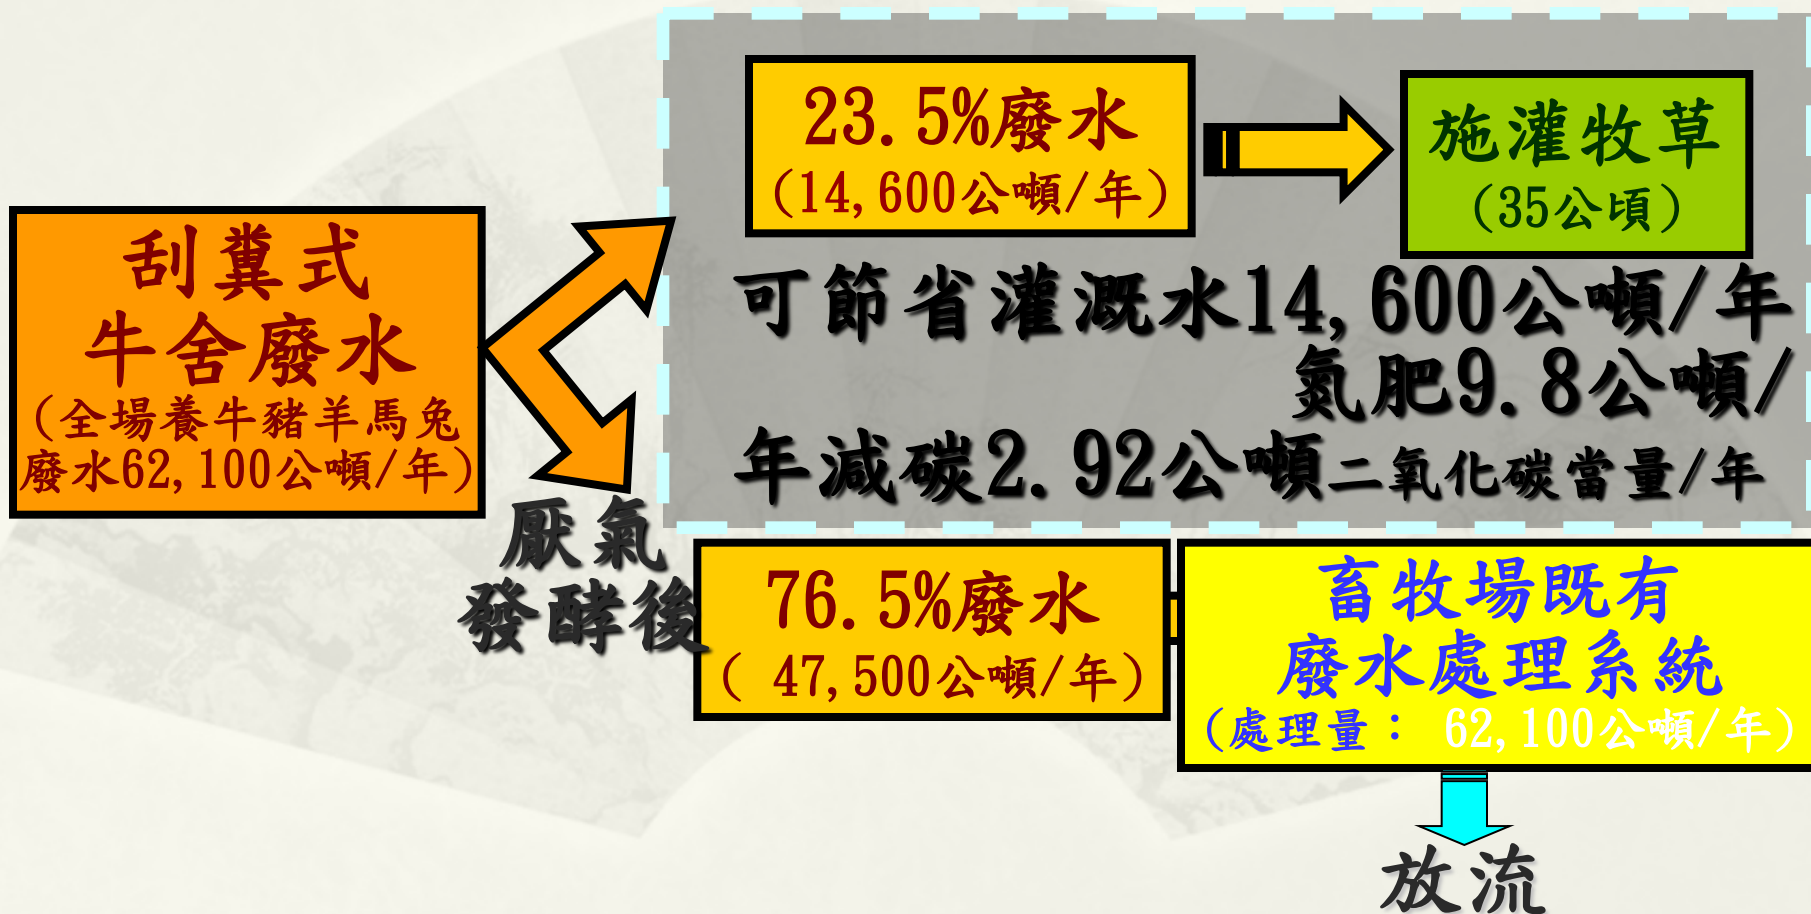 刮糞式
牛舍廢水
(全場養牛豬羊馬兔
廢水62,100公噸/年)
厭氣
發酵後
23.5%廢水
(14,600公噸/年)
施灌牧草
(35公頃)
可節省灌溉水14,600公噸/年
氮肥9.8公噸/
年減碳2.92公噸二氧化碳當量/年
76.5%廢水
( 47,500公噸/年)
畜牧場既有
廢水處理系統
(處理量: 62,100公噸/年)
放流